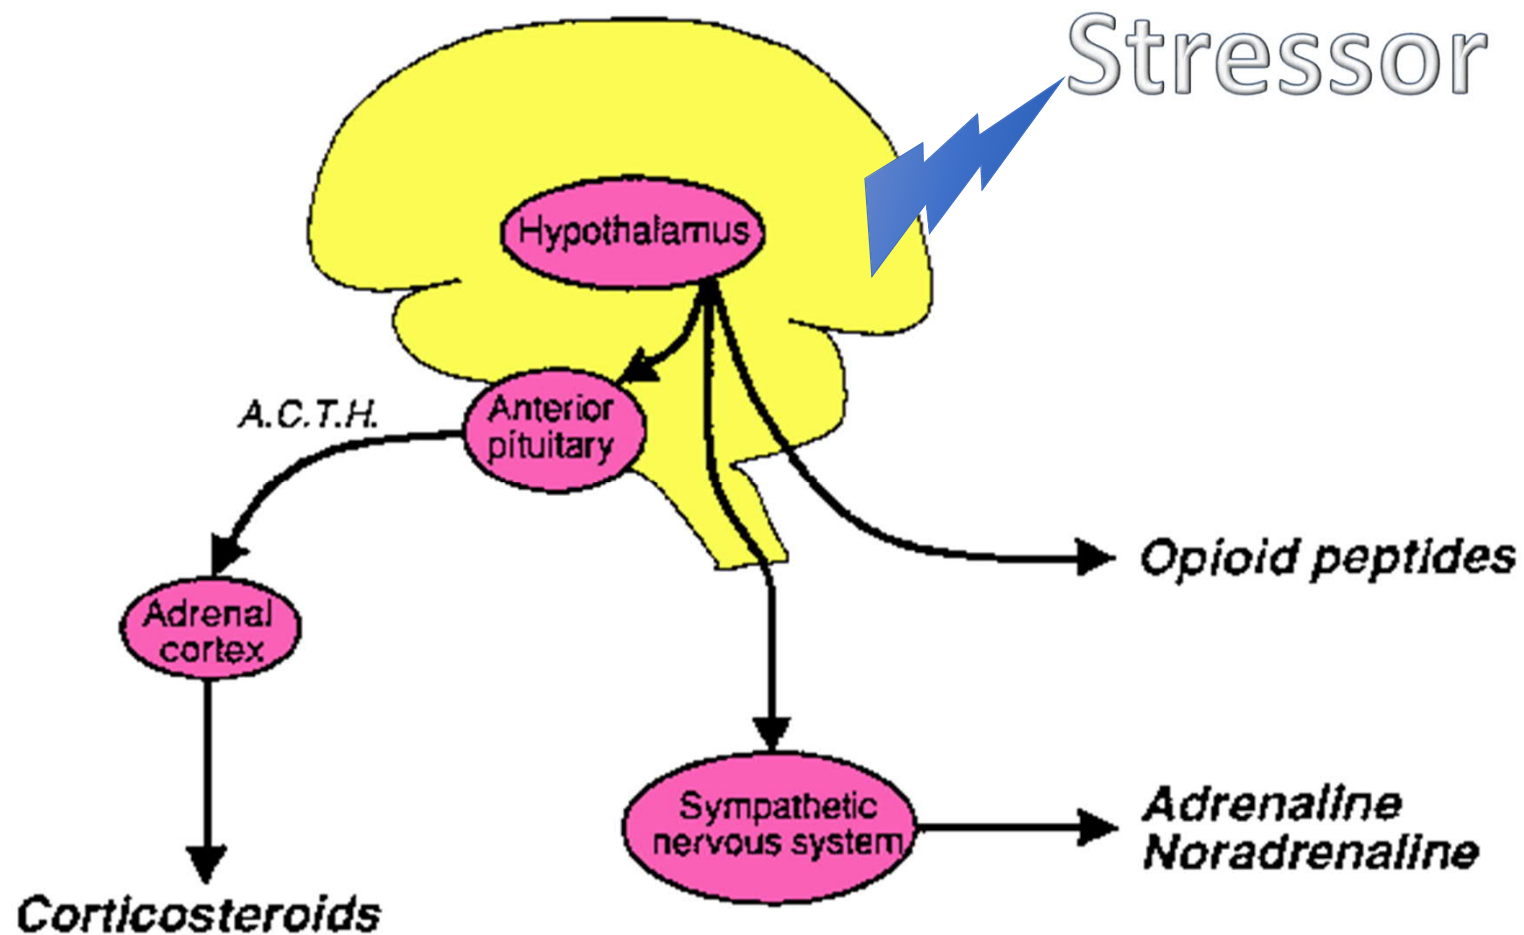 Stressor
Hypothalamus
A.C.T.H.
Anterior
pituitary
Opioid peptides
Adrenal
cortex
Sympathetic
nervous system
Adrenaline
Noradrenaline
Corticosteroids